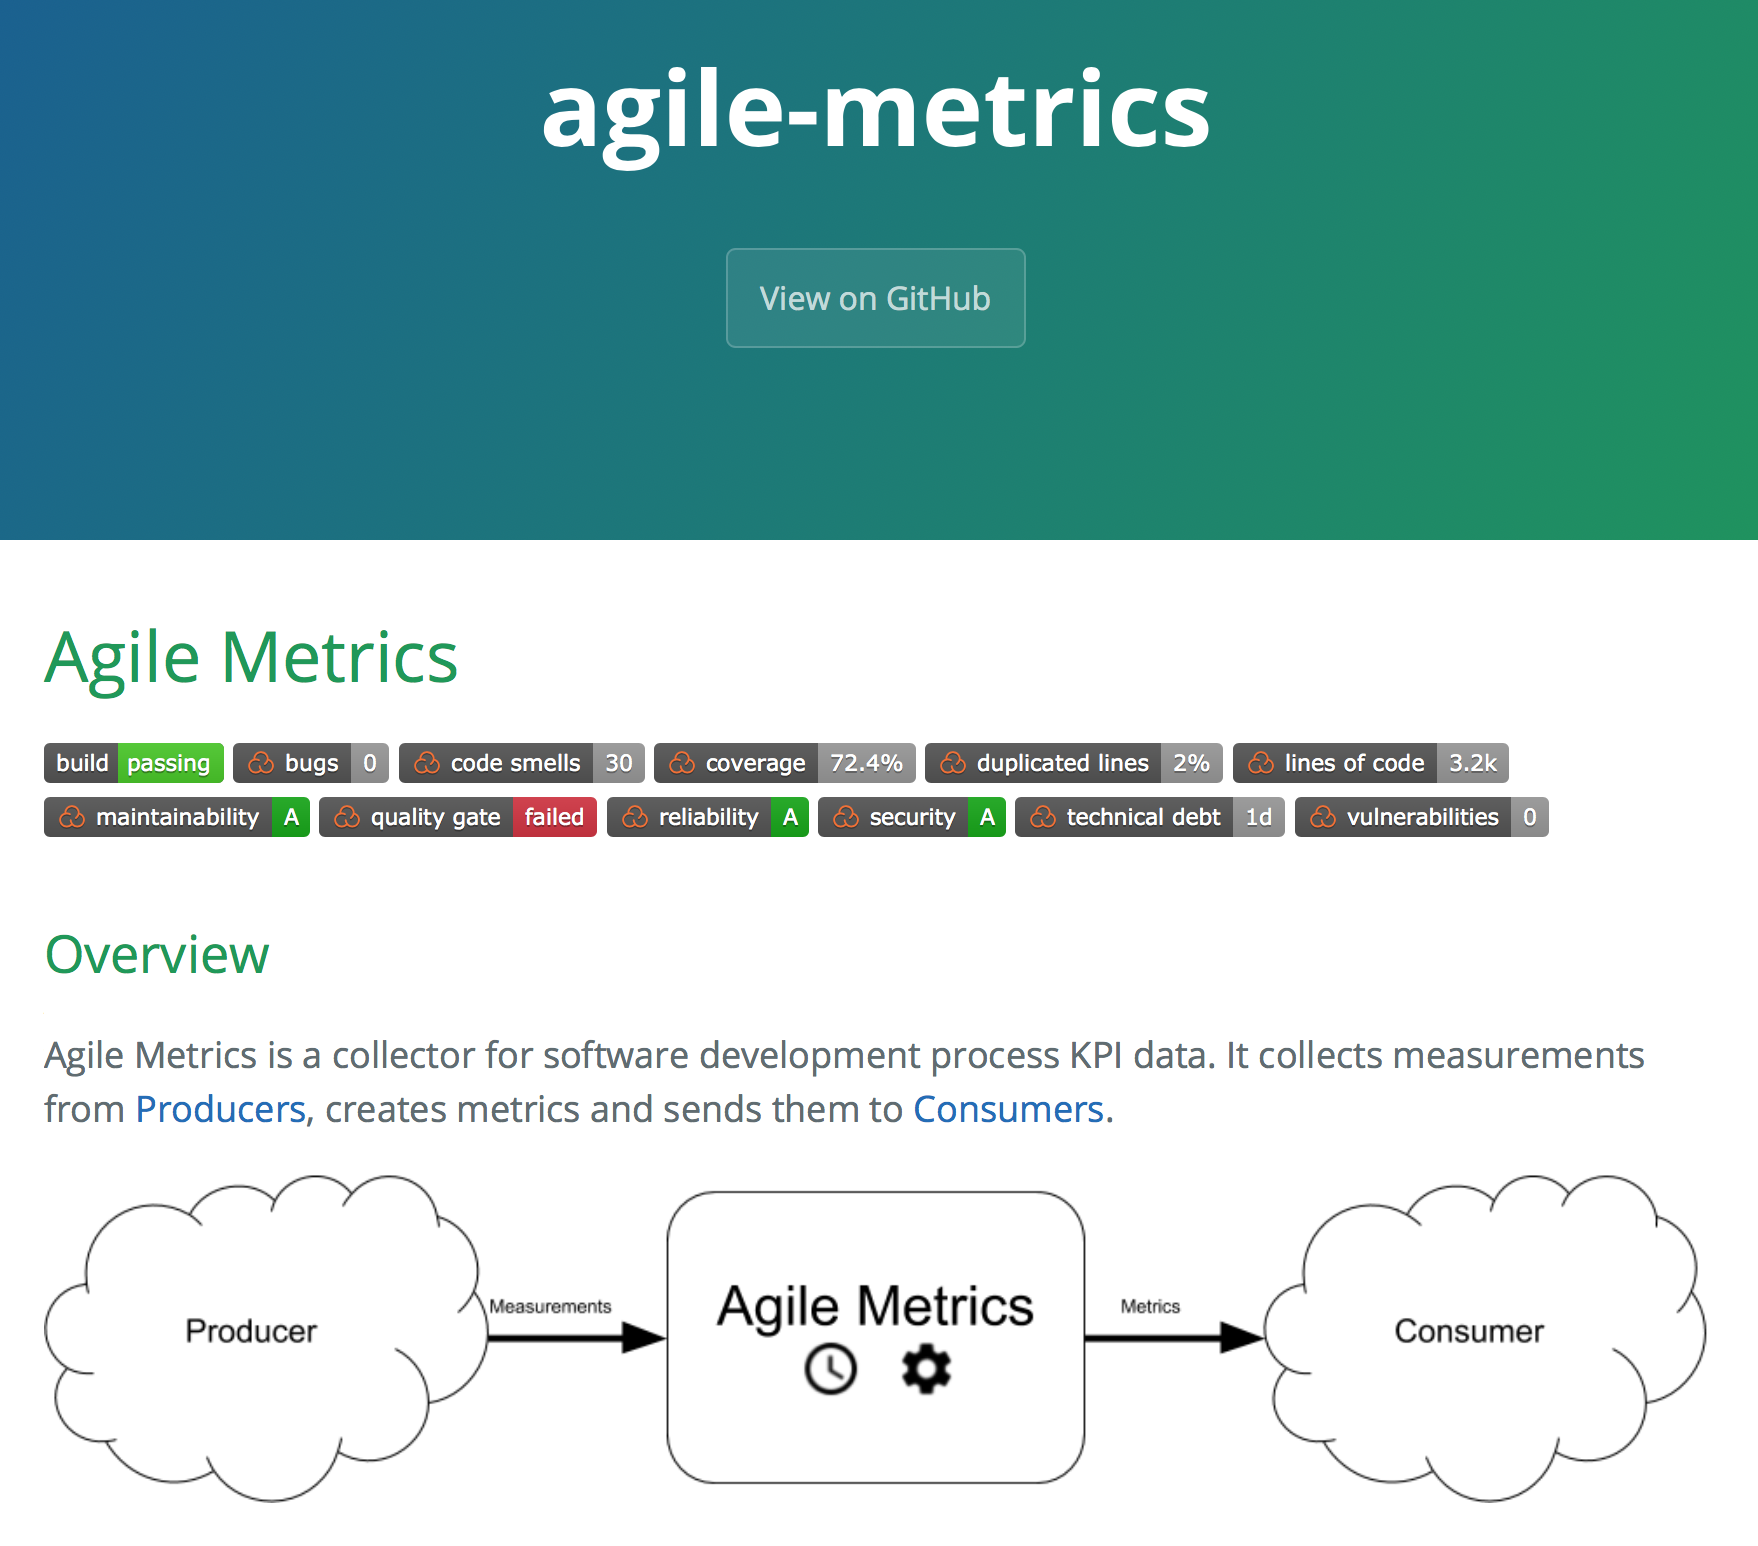 agile-metrics
View on GitHub
Agile Metrics
build passing bugs 0 code smells 30 coverage 72.4% duplicated lines 2% lines of code 3.2k
maintainability A quality gate failed reliability A security A technical debt 1d vulnerabilities 0
Overview
Agile Metrics is a collector for software development process KPI data. It collects measurements
from Producers, creates metrics and sends them to Consumers.
Producer
Measurements
Agile Metrics
Metrics
Consumer